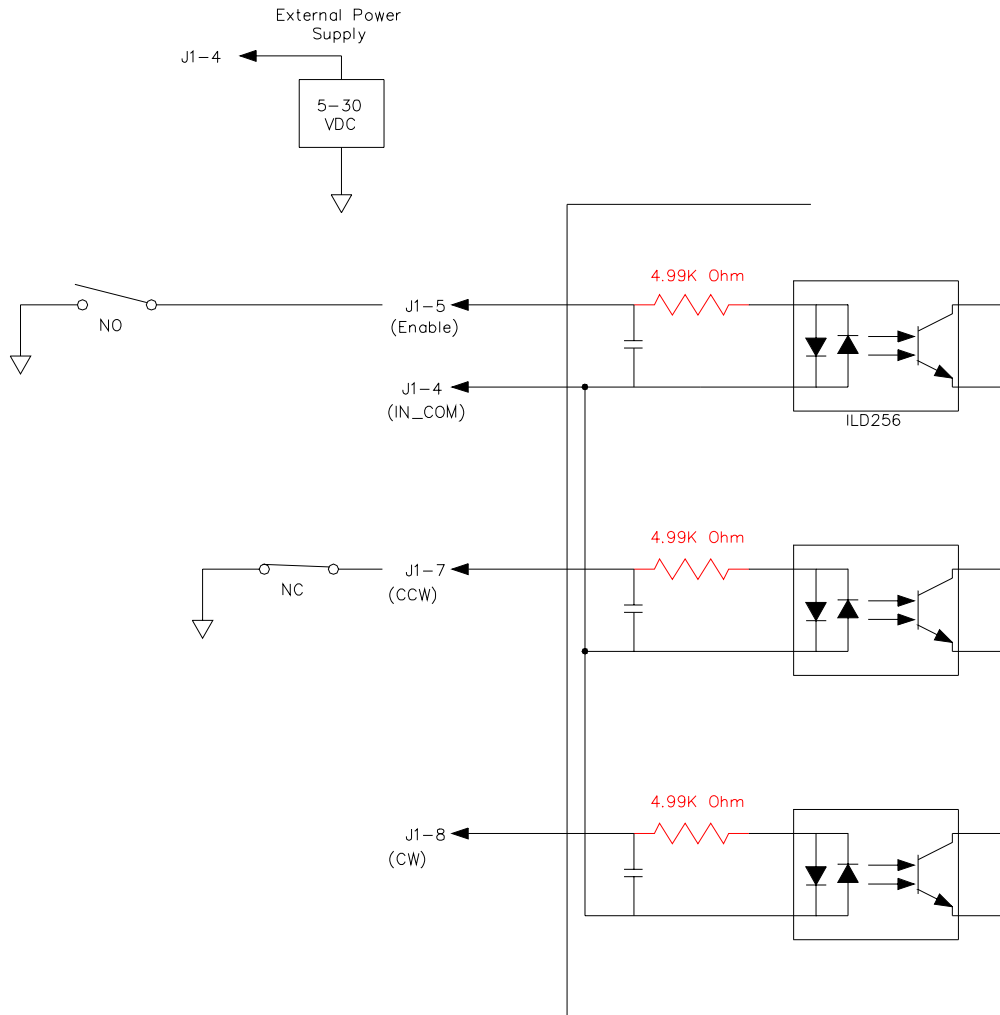 External Power
Supply
J1-4
5-30
VDC
4.99K Ohm
NO
J1-5
(Enable)
J1-4
(IN_COM)
ILD256
4.99K Ohm
NC
J1-7
(CCW)
4.99K Ohm
J1-8
(CW)